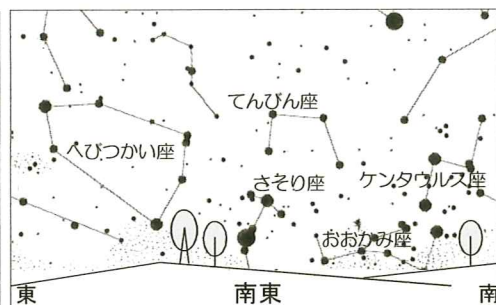 てんびん座
へびつかい座
さそり座
ケンタウルス座
おおかみ座
東
南東
南